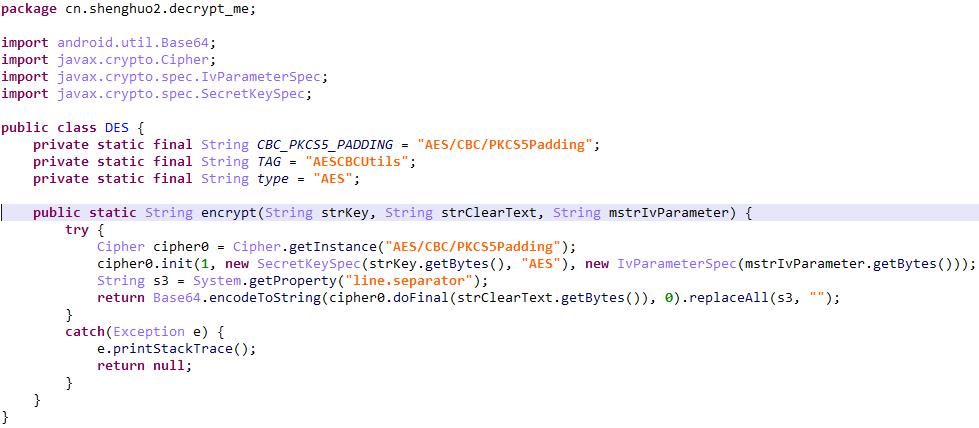 package cn.shenghuo2.decrypt_me;
import android.util.Base64;
import javax.crypto.Cipher;
import javax.crypto.spec.IvParameterSpec;
import javax.crypto.spec.SecretKeySpec;
public class DES {
    private static final String CBC_PKCS5_PADDING = "AES/CBC/PKCS5Padding";
    private static final String TAG = "AESCBCUtils";
    private static final String type = "AES";
    public static String encrypt(String strKey, String strClearText, String mstrIvParameter) {
        try {
            Cipher cipher0 = Cipher.getInstance("AES/CBC/PKCS5Padding");
            cipher0.init(1, new SecretKeySpec(strKey.getBytes(), "AES"), new IvParameterSpec(mstrIvParameter.getBytes()));
            String s3 = System.getProperty("line.separator");
            return Base64.encodeToString(cipher0.doFinal(strClearText.getBytes()), 0).replaceAll(s3, "");
        }
        catch(Exception e) {
            e.printStackTrace();
            return null;
        }
    }
}